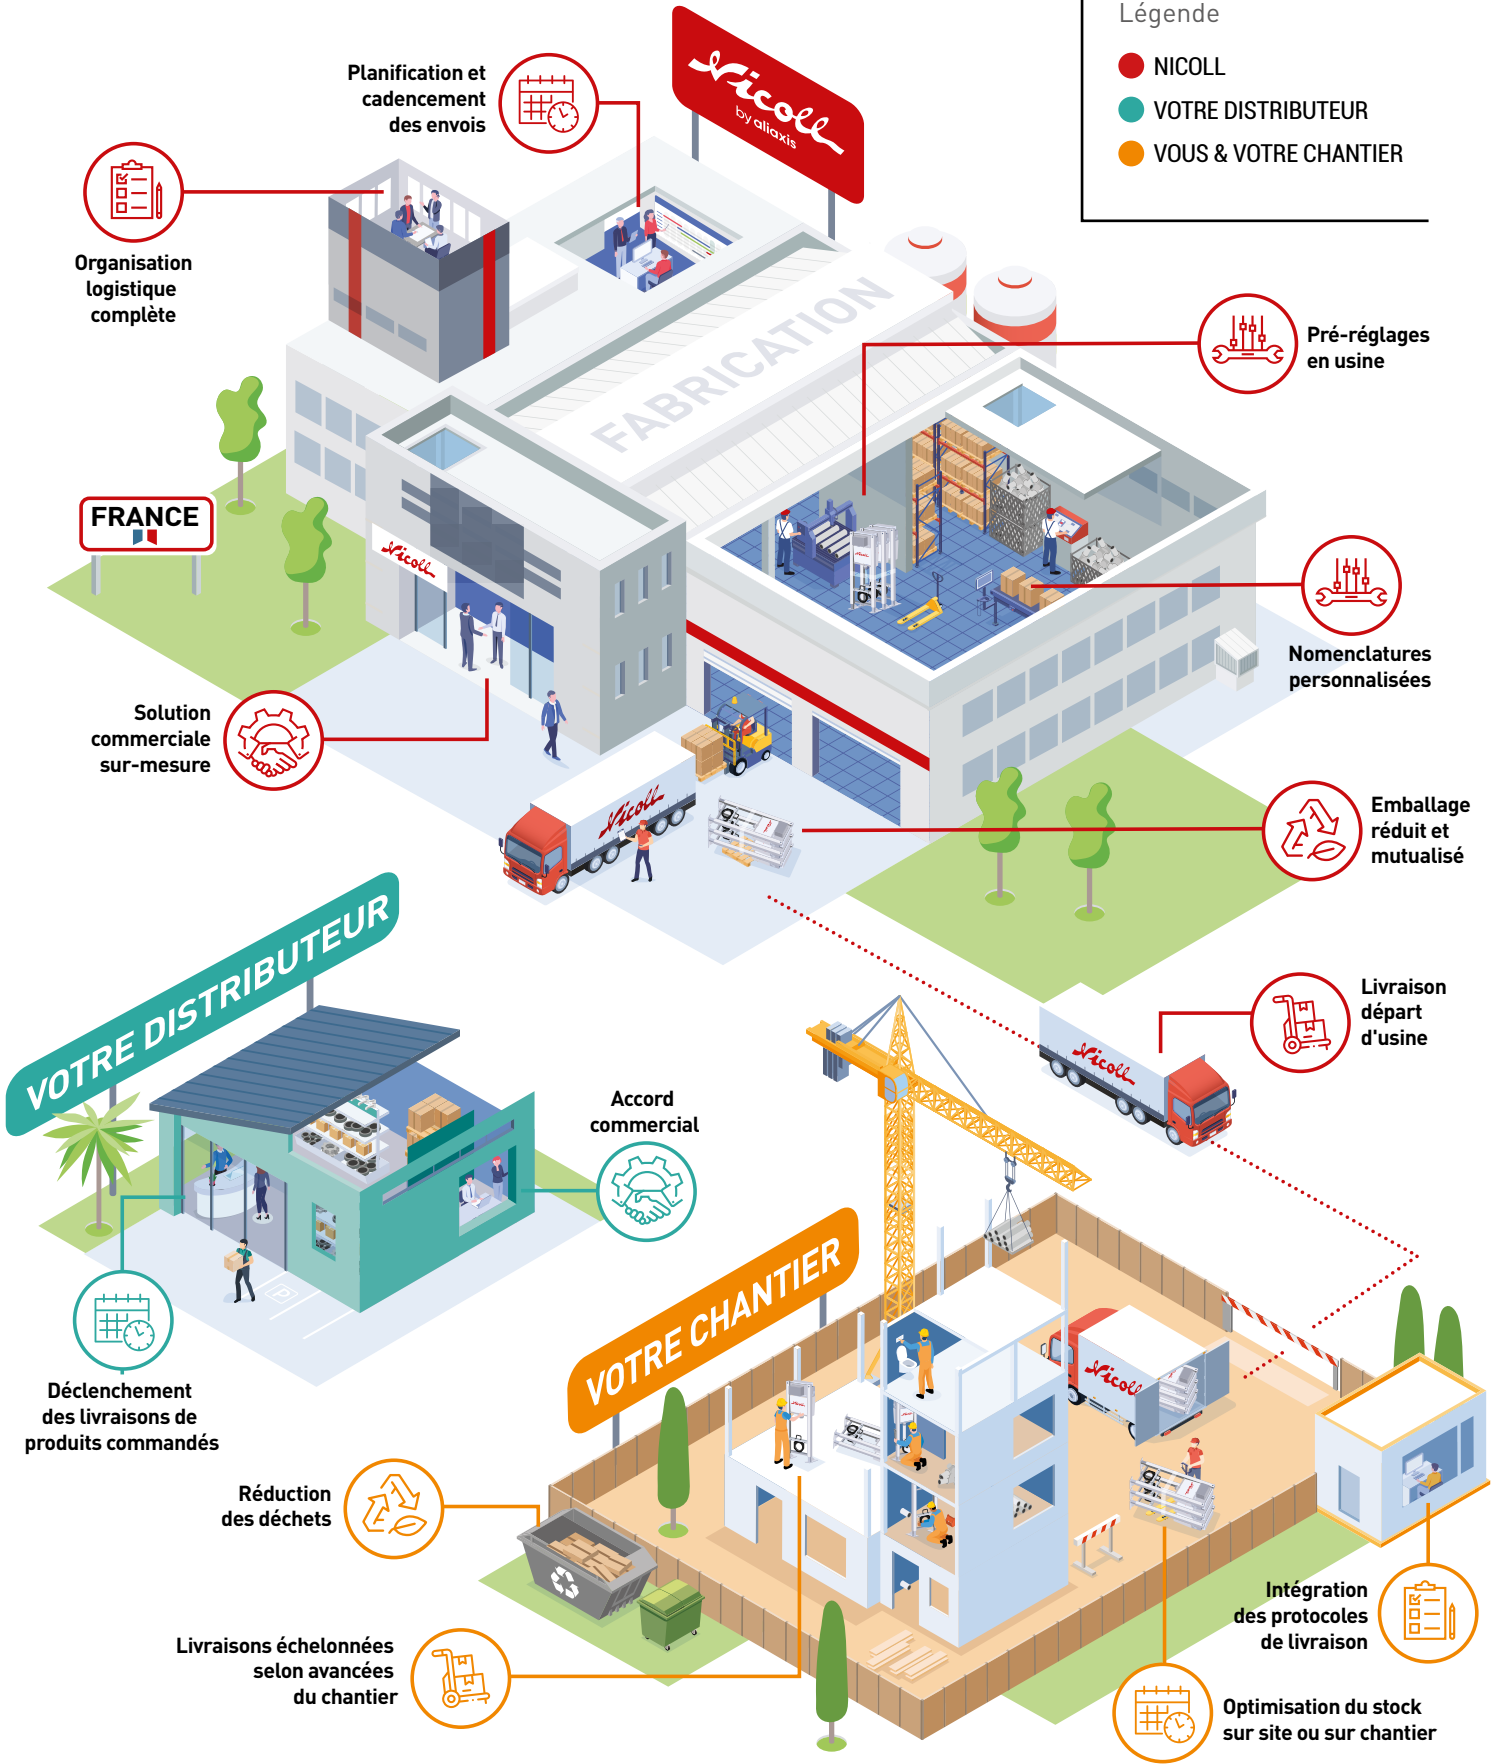 Légende
NICOLL
VOTRE DISTRIBUTEUR
VOUS & VOTRE CHANTIER
Nicoll
by aliaxis
Planification et
cadencement
des envois
Organisation
logistique
complète
FABRICATION
Pré-réglages
en usine
FRANCE
Nicoll
Nomenclatures
personnalisées
Solution
commerciale
sur-mesure
Nicoll
Emballage
réduit et
mutualisé
VOTRE DISTRIBUTEUR
Livraison
départ
d'usine
Nicoll
Accord
commercial
P
Déclenchement
des livraisons de
produits commandés
VOTRE CHANTIER
Nicoll
Réduction
des déchets
Livraisons échelonnées
selon avancées
du chantier
Intégration
des protocoles
de livraison
Optimisation du stock
sur site ou sur chantier